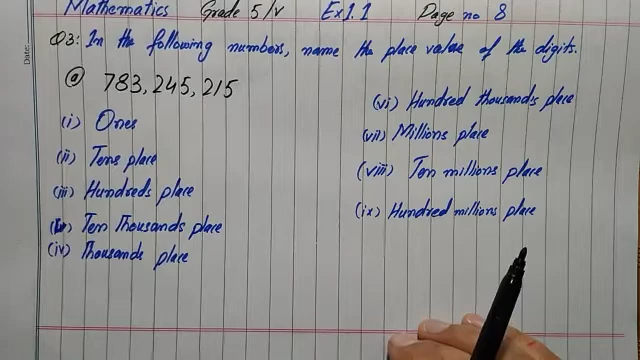 Mathematics Grade 5/V Ex 1.1 Page no 8
Date:
Q3: In the following numbers, name the place value of the digits.
(a) 783,245,215
(i) Ones
(ii) Tens place
(iii) Hundreds place
(iv) Ten Thousands place
(iv) Thousands place
(vi) Hundred thousands place
(vii) Millions place
(viii) Ten millions place
(ix) Hundred millions place